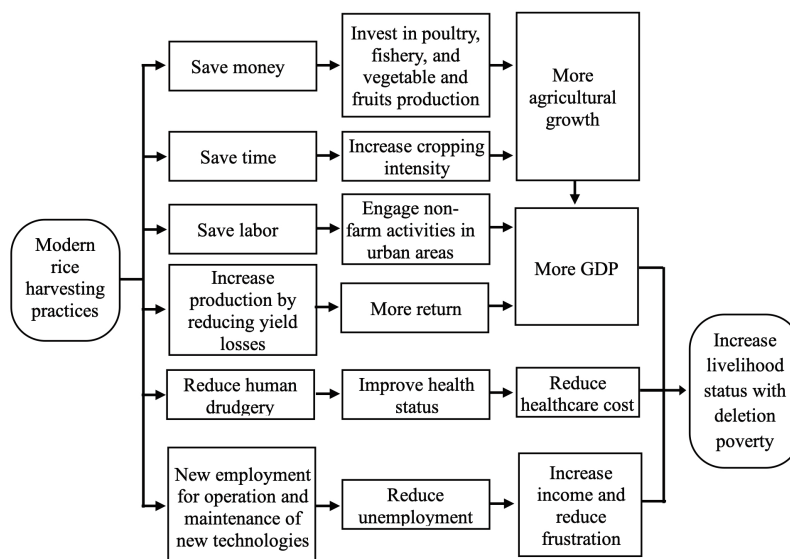 Modern
rice
harvesting
practices
Save money
Invest in poultry,
fishery, and
vegetable and
fruits production
More
agricultural
growth
Save time
Increase cropping
intensity
Save labor
Engage non-
farm activities in
urban areas
More GDP
Increase
production by
reducing yield
losses
More return
Reduce human
drudgery
Improve health
status
Reduce
healthcare cost
New employment
for operation and
maintenance of
new technologies
Reduce
unemployment
Increase
income and
reduce
frustration
Increase
livelihood
status with
deletion
poverty